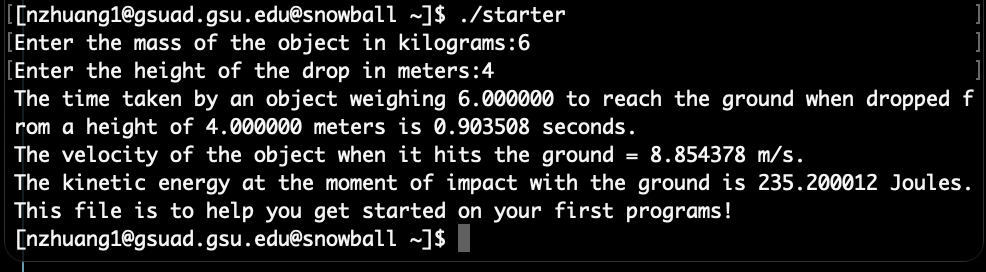 [[nzhuang1@gsuad.gsu.edu@snowball ~]$ ./starter ]
[Enter the mass of the object in kilograms:6 ]
[Enter the height of the drop in meters:4 ]
The time taken by an object weighing 6.000000 to reach the ground when dropped f
rom a height of 4.000000 meters is 0.903508 seconds.
The velocity of the object when it hits the ground = 8.854378 m/s.
The kinetic energy at the moment of impact with the ground is 235.200012 Joules.
This file is to help you get started on your first programs!
[nzhuang1@gsuad.gsu.edu@snowball ~]$